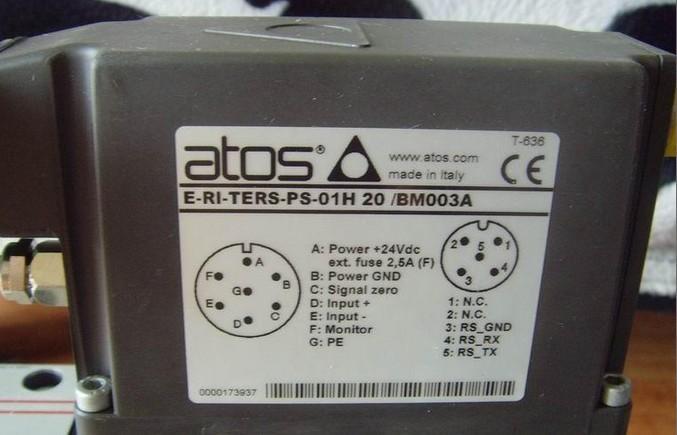 T-636
atos® www.atos.com
made in Italy CE
E-RI-TERS-PS-01H 20 /BM003A
A: Power +24Vdc
ext. fuse 2,5A (F)
B: Power GND
C: Signal zero
D: Input +
E: Input -
F: Monitor
G: PE
A
B
C
D
E
F
G
1
2
3
4
5
1: N.C.
2: N.C.
3: RS_GND
4: RS_RX
5: RS_TX
0000173937